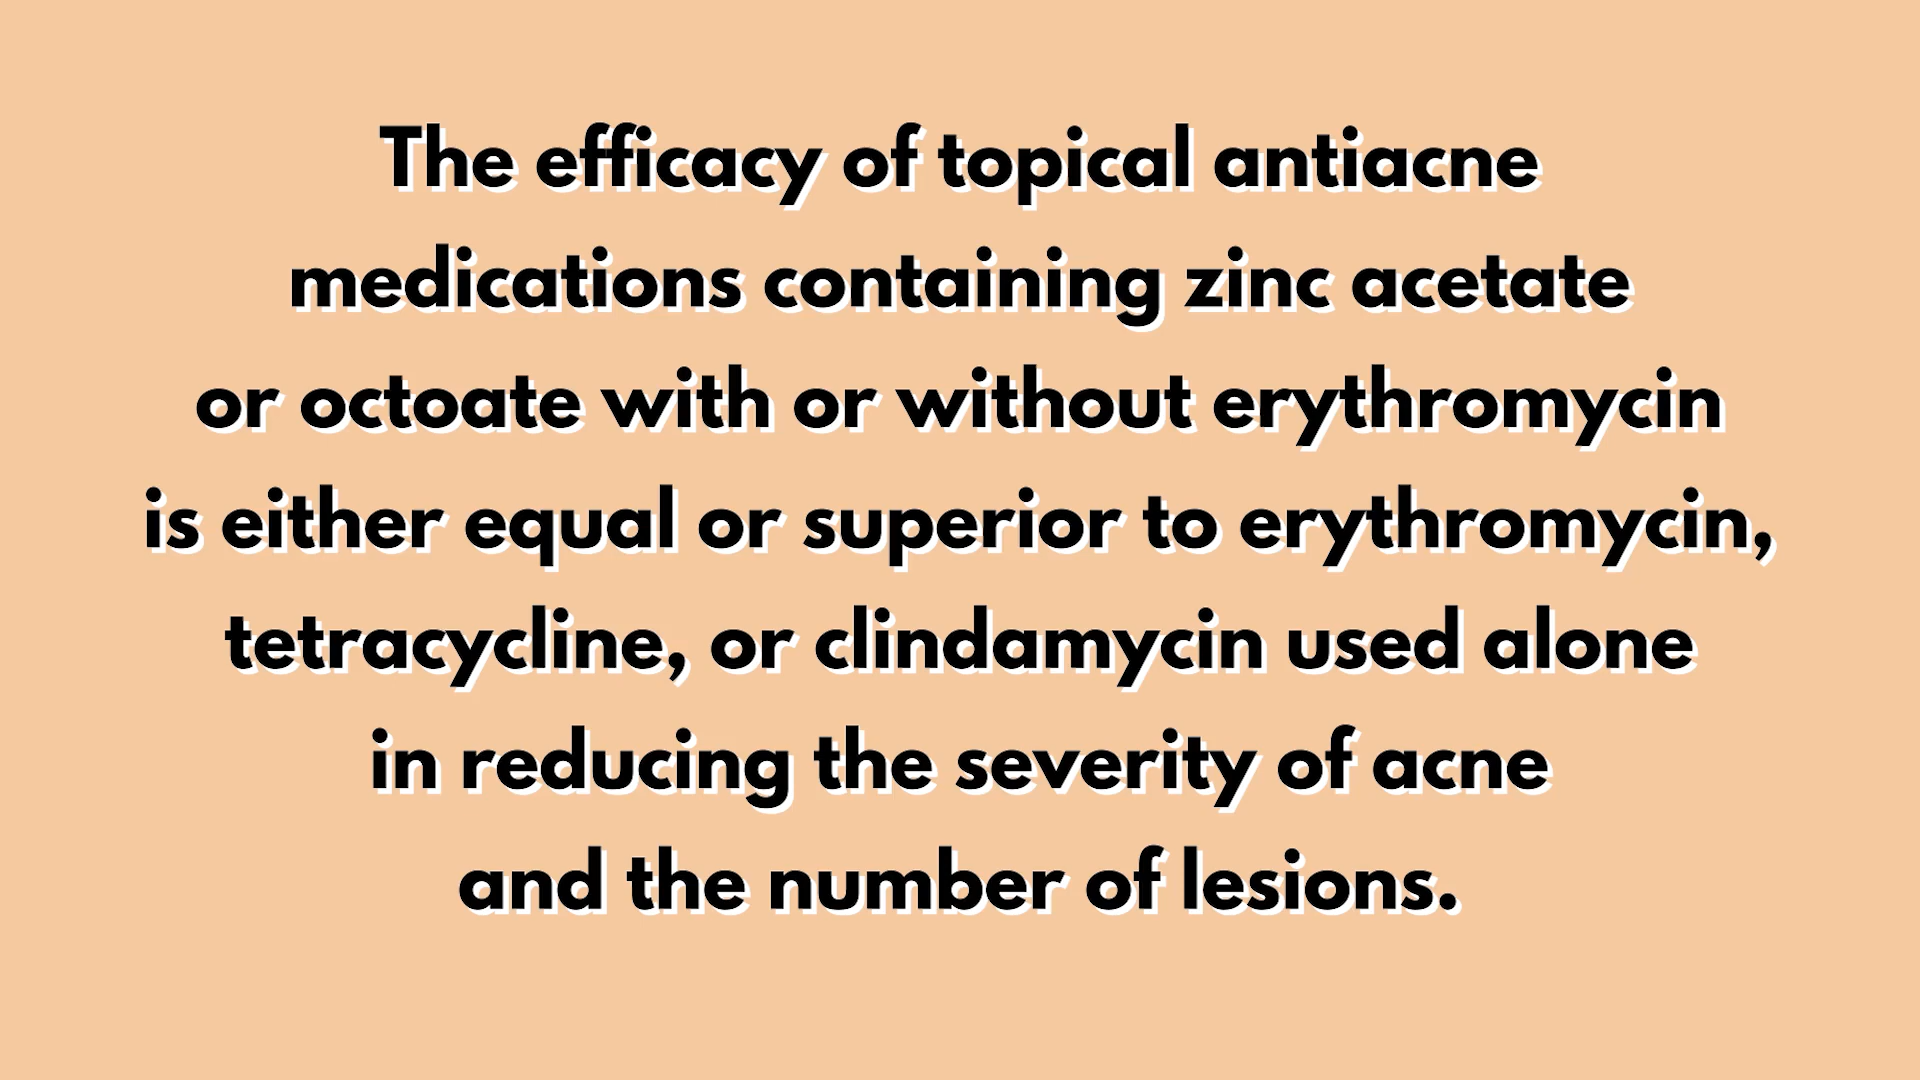 The efficacy of topical antiacne
medications containing zinc acetate
or octoate with or without erythromycin
is either equal or superior to erythromycin,
tetracycline, or clindamycin used alone
in reducing the severity of acne
and the number of lesions.